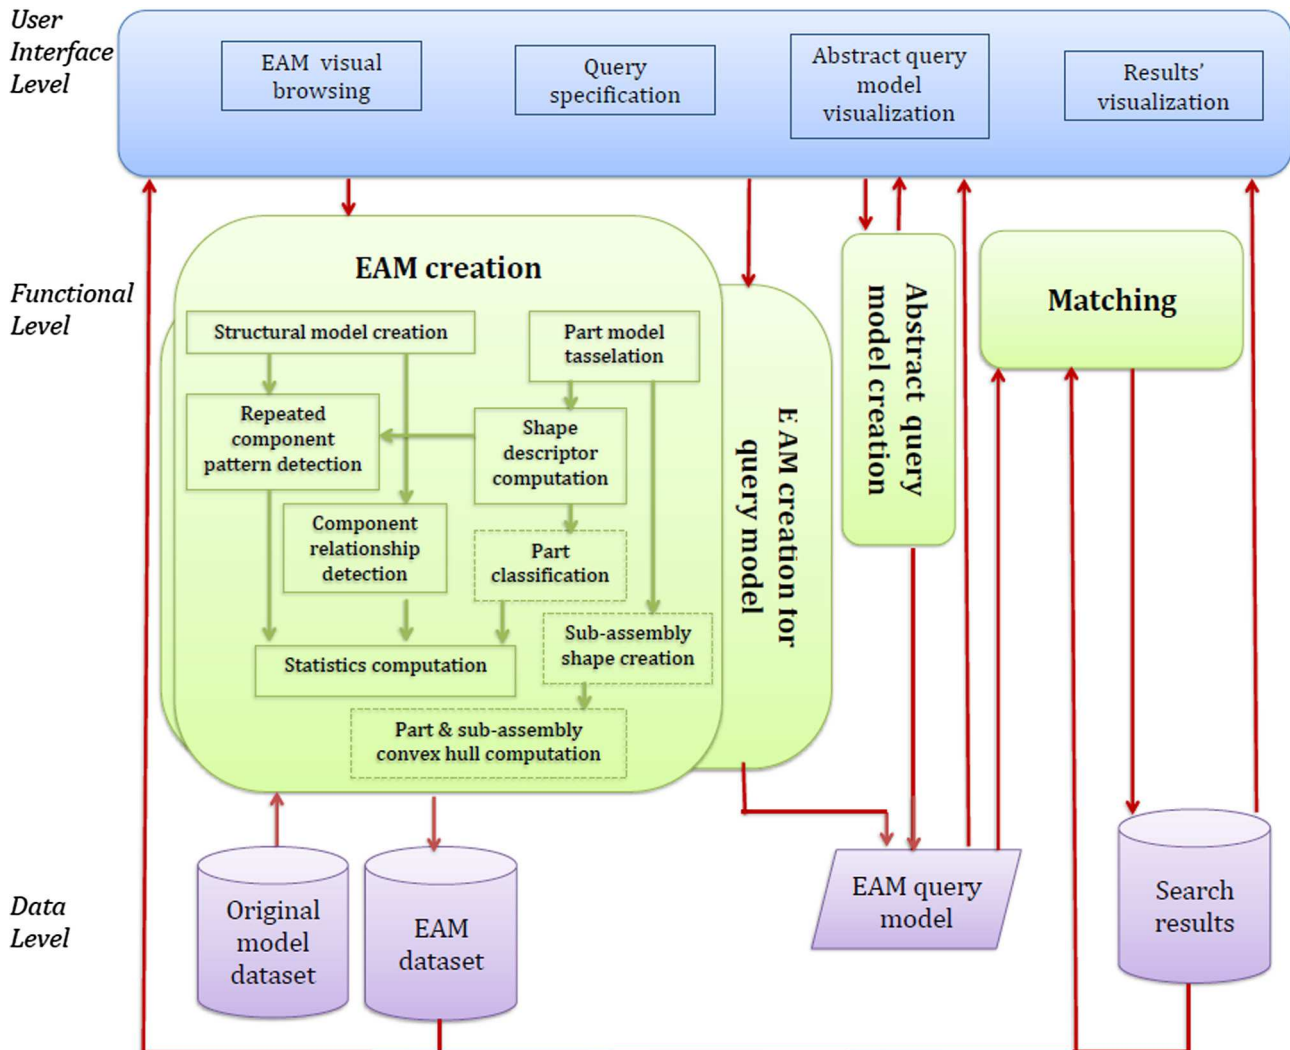 User
Interface
Level
EAM visual
browsing
Query
specification
Abstract query
model
visualization
Results'
visualization
Functional
Level
EAM creation
Structural model creation
Part model
tasselation
Repeated
component
pattern detection
Shape
descriptor
computation
Component
relationship
detection
Part
classification
Sub-assembly
shape creation
Statistics computation
Part & sub-assembly
convex hull computation
E AM creation for
query model
Abstract query
model creation
Matching
Data
Level
Original
model
dataset
EAM
dataset
EAM query
model
Search
results